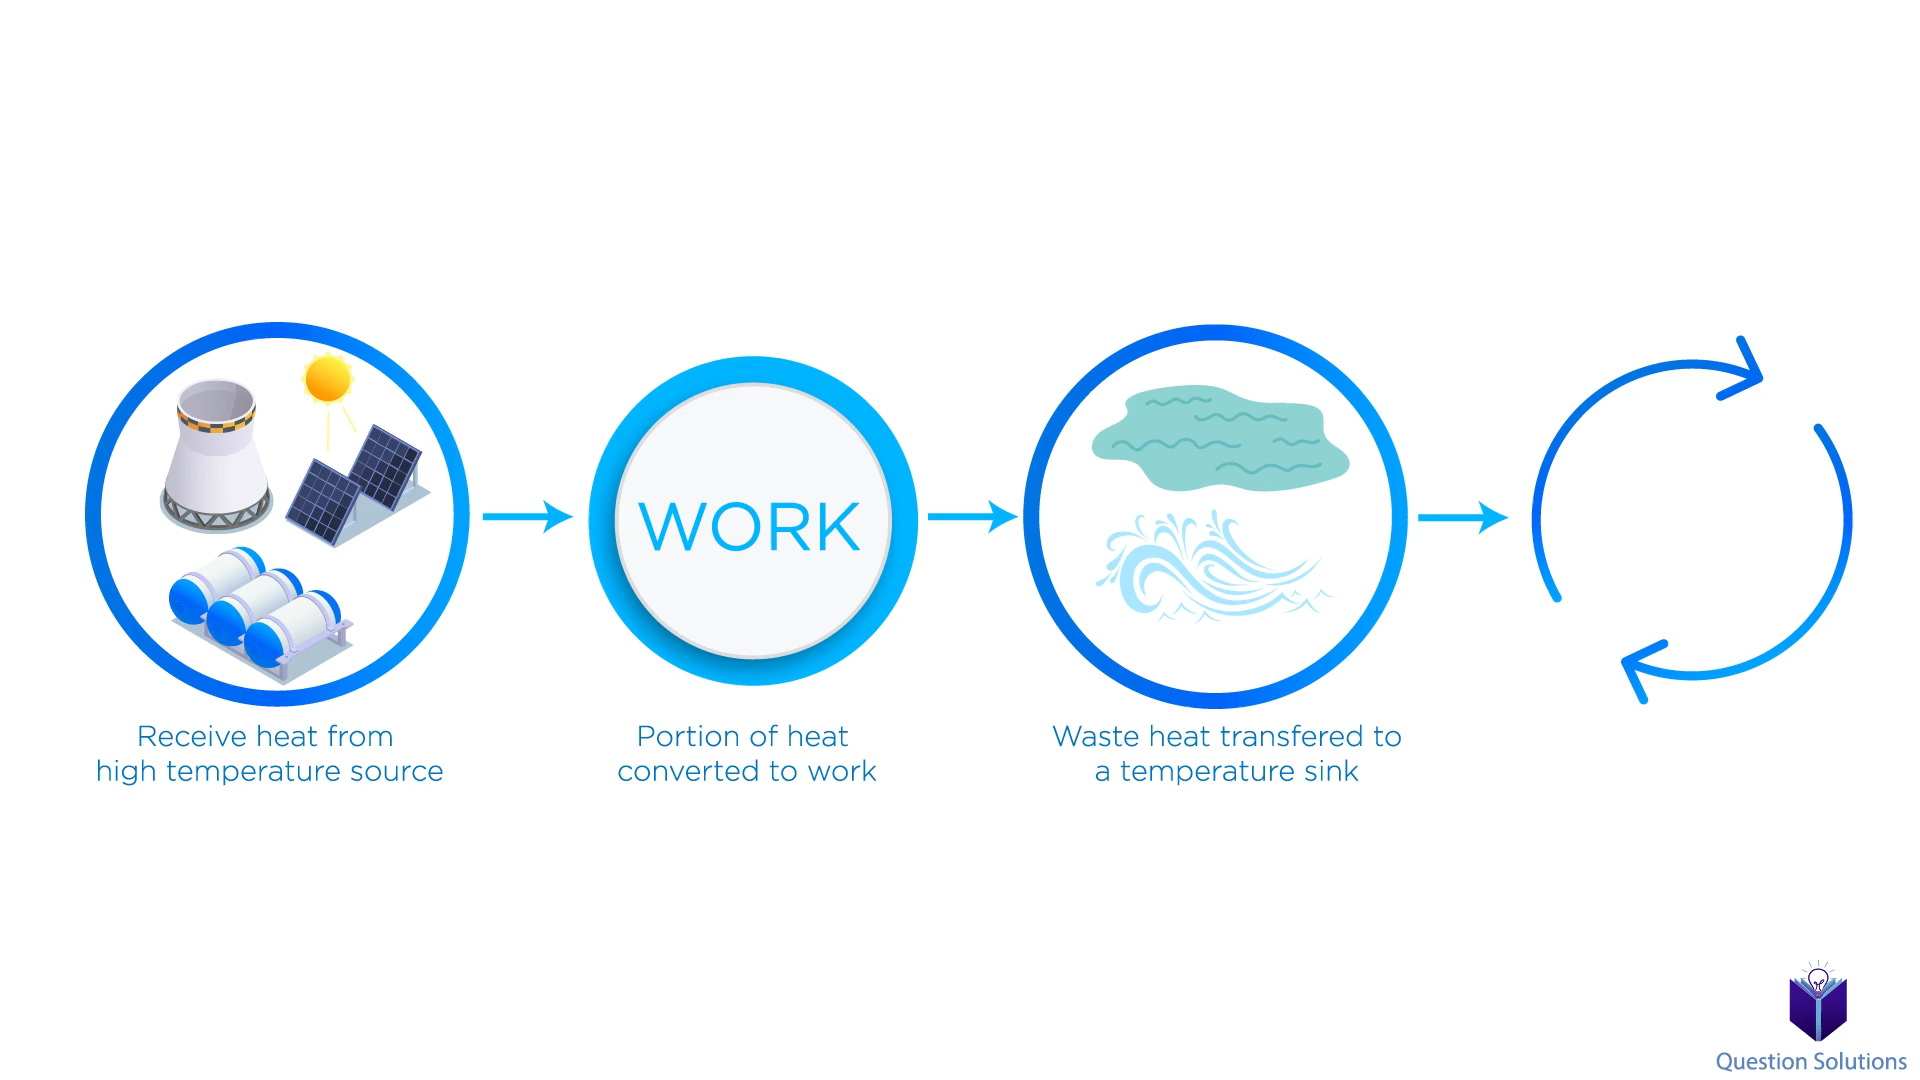 WORK
Receive heat from
high temperature source
Portion of heat
converted to work
Waste heat transfered to
a temperature sink
Question Solutions